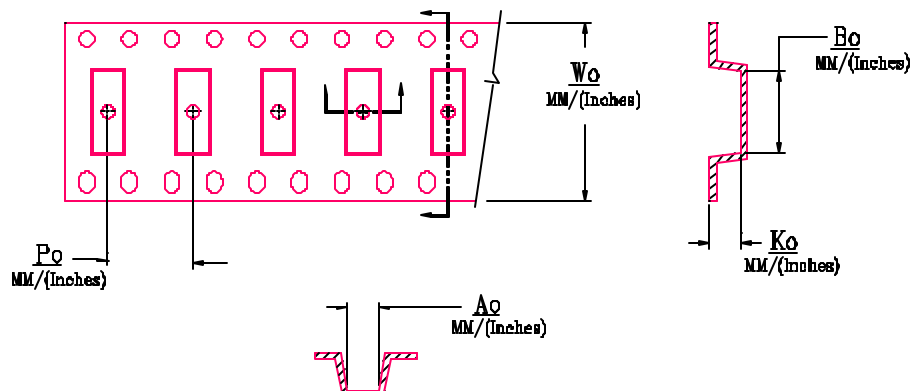 Bo
MM/(Inches)
Wo
MM/(Inches)
Po
MM/(Inches)
Ko
MM/(Inches)
Ao
MM/(Inches)